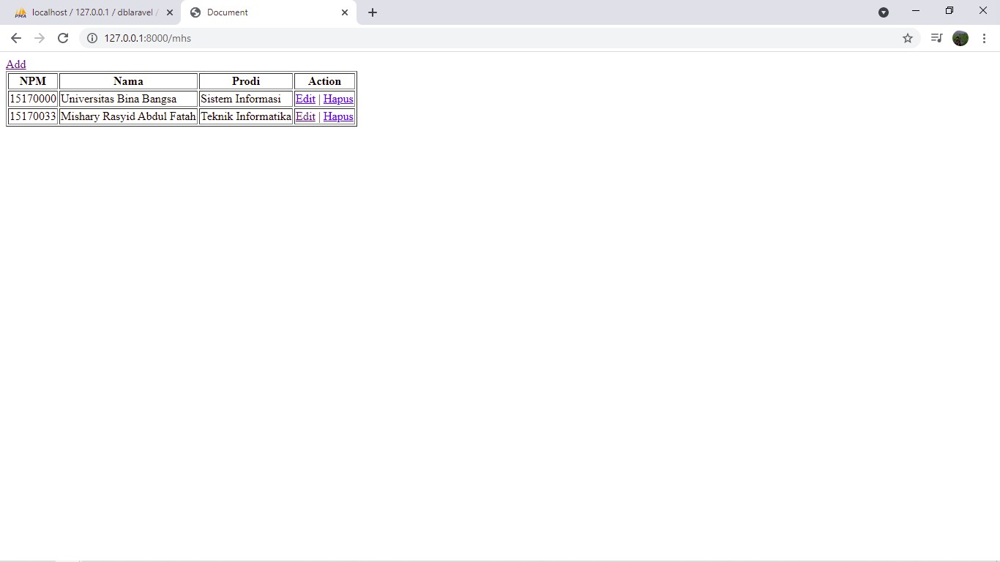 localhost / 127.0.0.1 / dblaravel /
Document
127.0.0.1:8000/mhs
Add
NPM Nama Prodi Action
15170000 Universitas Bina Bangsa Sistem Informasi Edit | Hapus
15170033 Mishary Rasyid Abdul Fatah Teknik Informatika Edit | Hapus